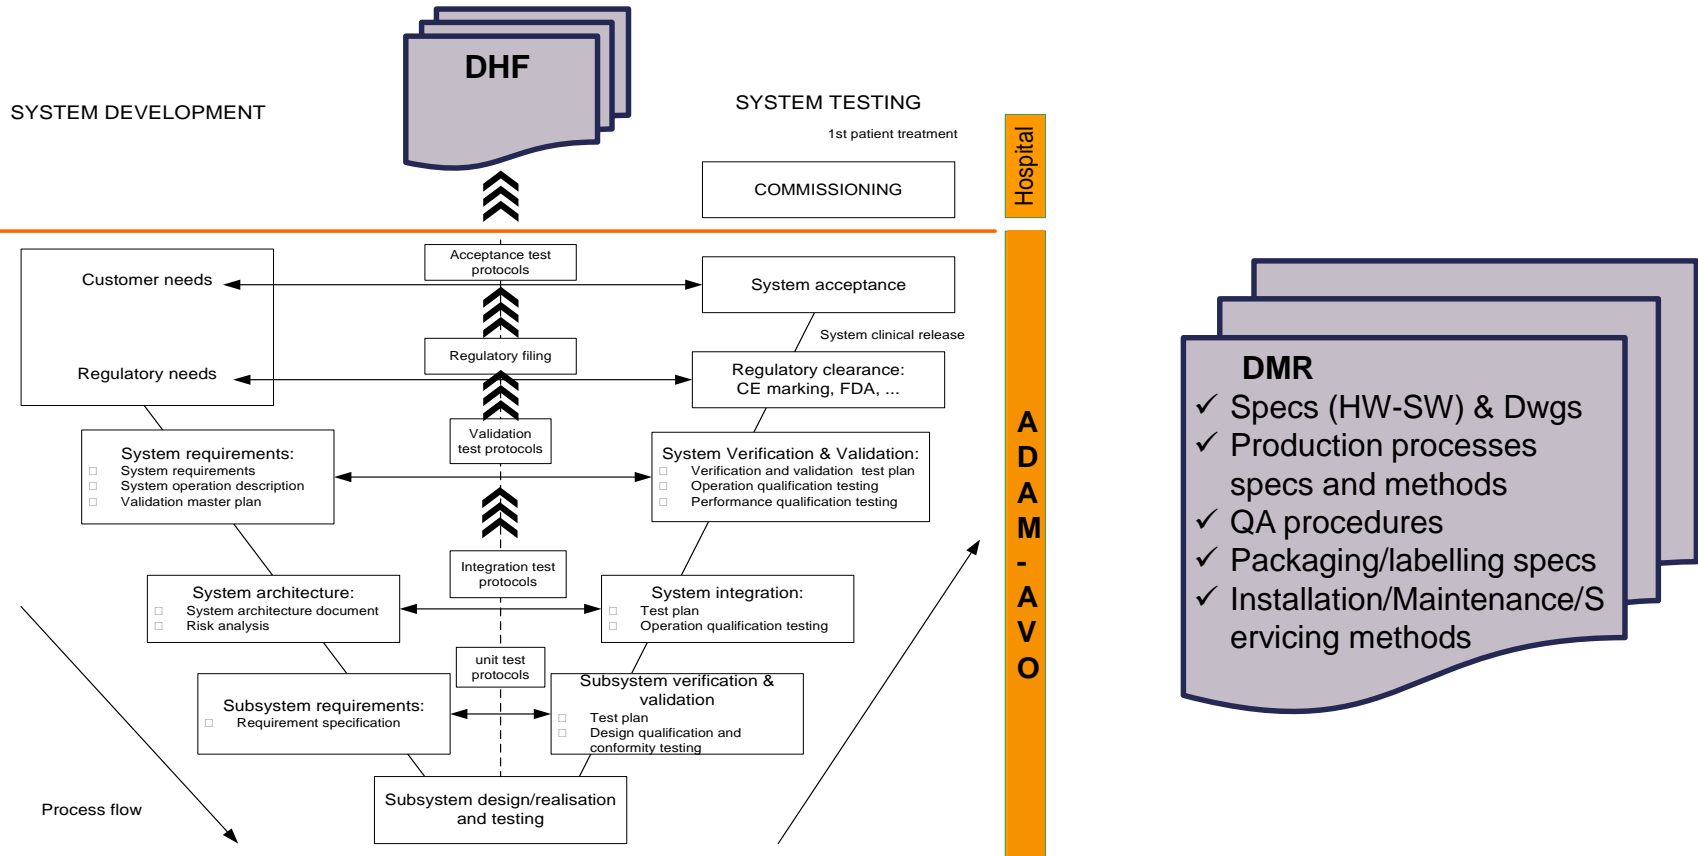 DHF
SYSTEM DEVELOPMENT
SYSTEM TESTING
1st patient treatment
COMMISSIONING
Hospital
Acceptance test
protocols
Customer needs
System acceptance
System clinical release
Regulatory filing
Regulatory needs
Regulatory clearance:
CE marking, FDA, ...
Validation
test protocols
System requirements:
System requirements
System operation description
Validation master plan
System Verification & Validation:
Verification and validation test plan
Operation qualification testing
Performance qualification testing
Integration test
protocols
System architecture:
System architecture document
Risk analysis
System integration:
Test plan
Operation qualification testing
unit test
protocols
Subsystem requirements:
Requirement specification
Subsystem verification &
validation
Test plan
Design qualification and
conformity testing
Subsystem design/realisation
and testing
Process flow
A
D
A
M
-
A
V
O
DMR
✓ Specs (HW-SW) & Dwgs
✓ Production processes
specs and methods
✓ QA procedures
✓ Packaging/labelling specs
✓ Installation/Maintenance/S
ervicing methods